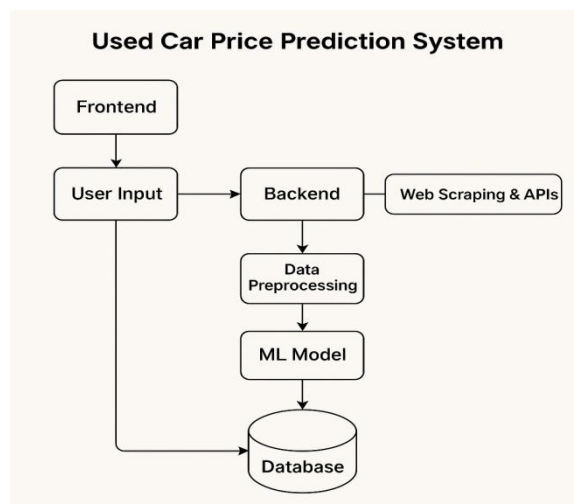 Used Car Price Prediction System
Frontend
User Input
Backend
Web Scraping & APIs
Data
Preprocessing
ML Model
Database